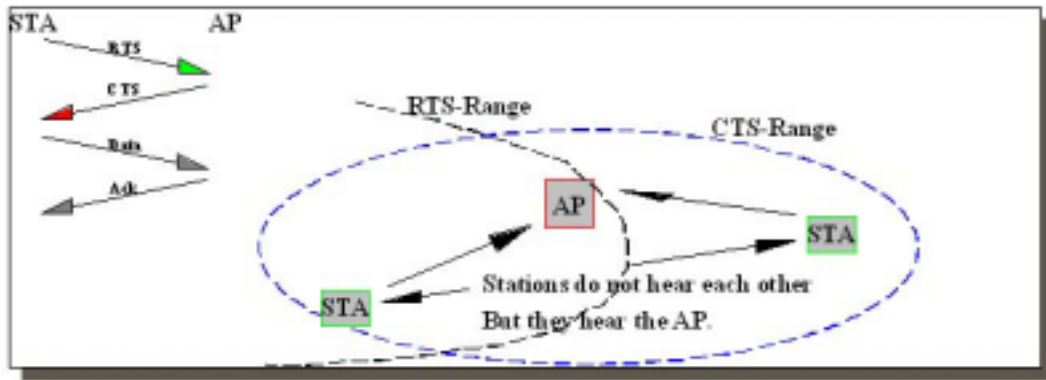 STA AP
RTS
CTS
Data
Ack
RTS-Range
CTS-Range
AP
STA
STA
Stations do not hear each other
But they hear the AP.